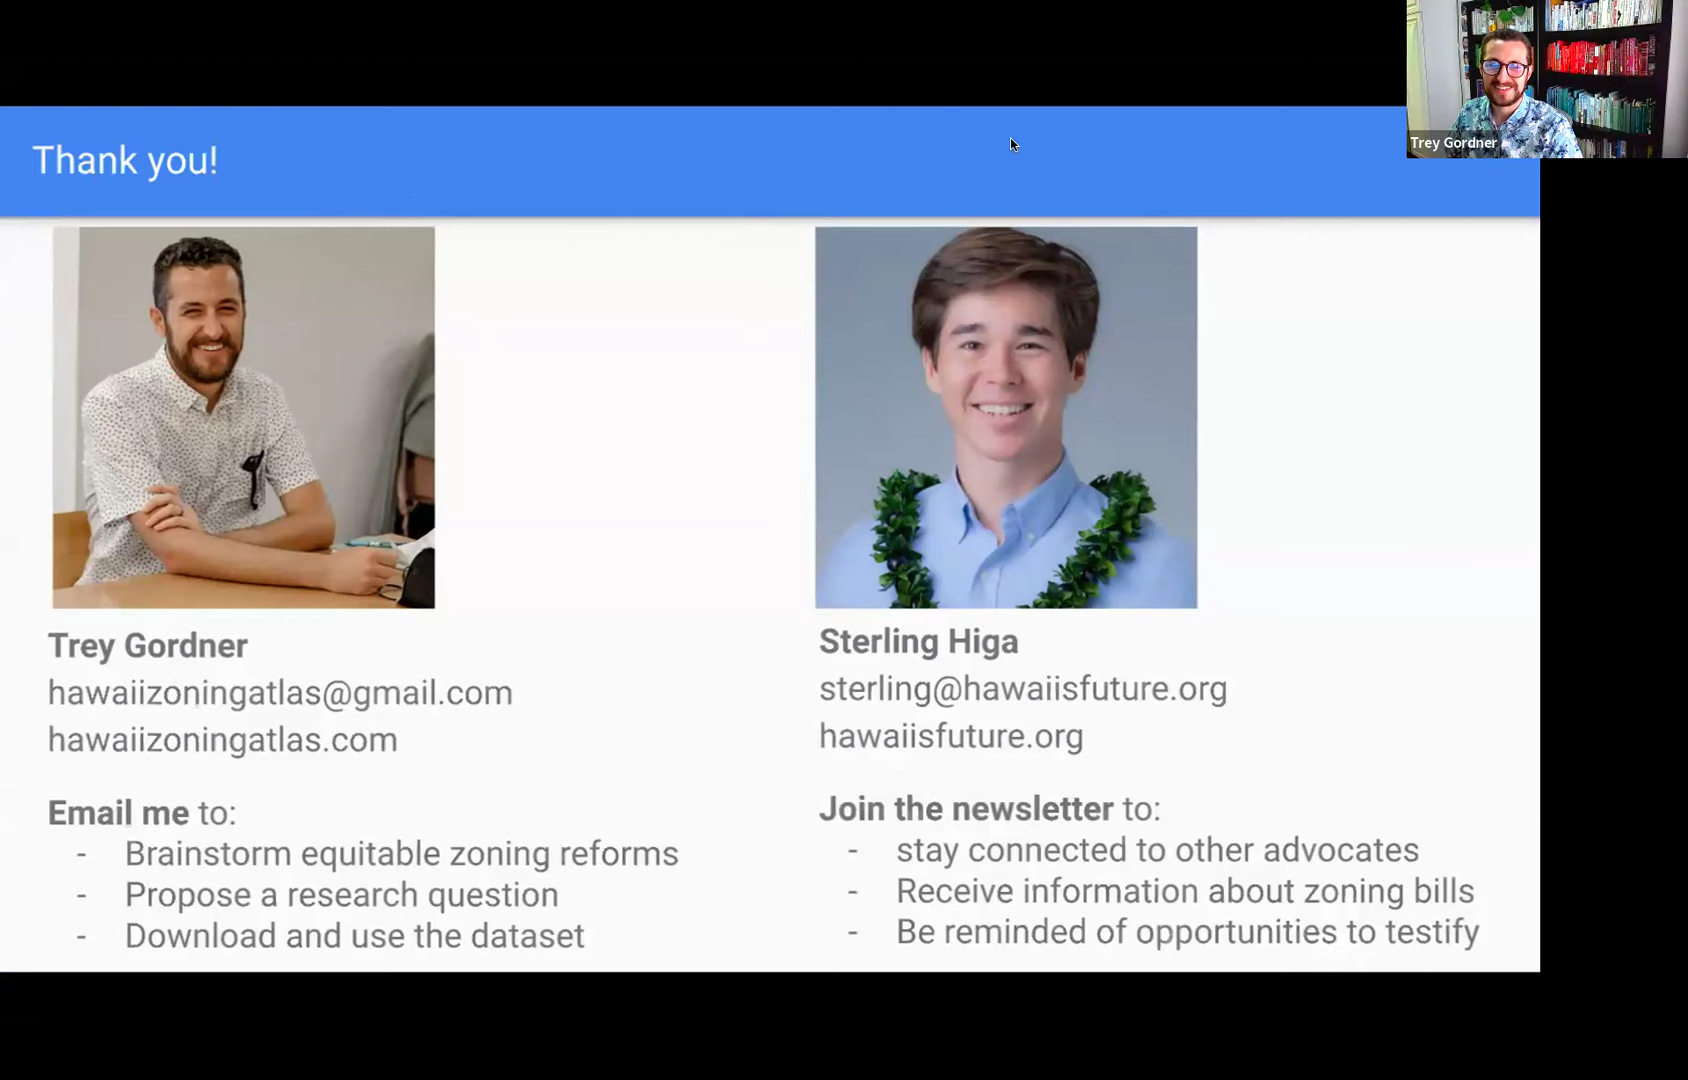 Thank you!
Trey Gordner
Trey Gordner
hawaiizoningatlas@gmail.com
hawaiizoningatlas.com
Email me to:
- Brainstorm equitable zoning reforms
- Propose a research question
- Download and use the dataset
Sterling Higa
sterling@hawaiisfuture.org
hawaiisfuture.org
Join the newsletter to:
- stay connected to other advocates
- Receive information about zoning bills
- Be reminded of opportunities to testify